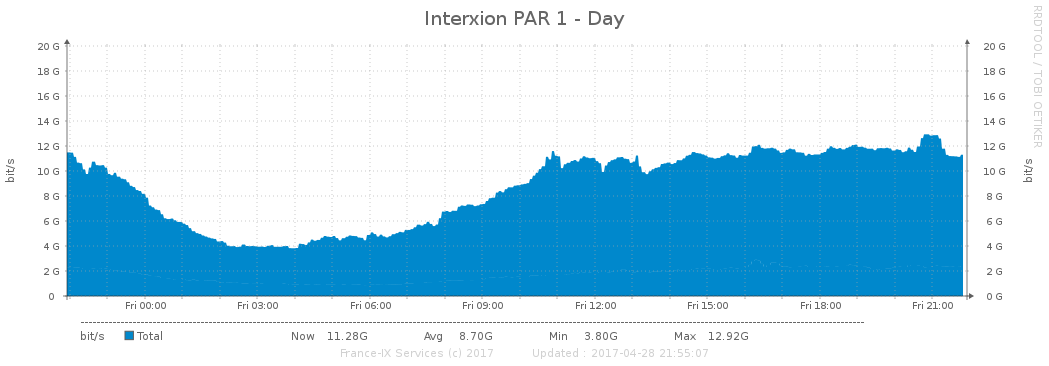 Interxion PAR 1 - Day
RRDTOOL / TOBI OETIKER
bit/s
20 G 20 G
18 G 18 G
16 G 16 G
14 G 14 G
12 G 12 G
10 G 10 G
8 G 8 G
6 G 6 G
4 G 4 G
2 G 2 G
0 0 G
bit/s
Fri 00:00 Fri 03:00 Fri 06:00 Fri 09:00 Fri 12:00 Fri 15:00 Fri 18:00 Fri 21:00
bit/s Total Now 11.28G Avg 8.70G Min 3.80G Max 12.92G
France-IX Services (c) 2017 Updated : 2017-04-28 21:55:07